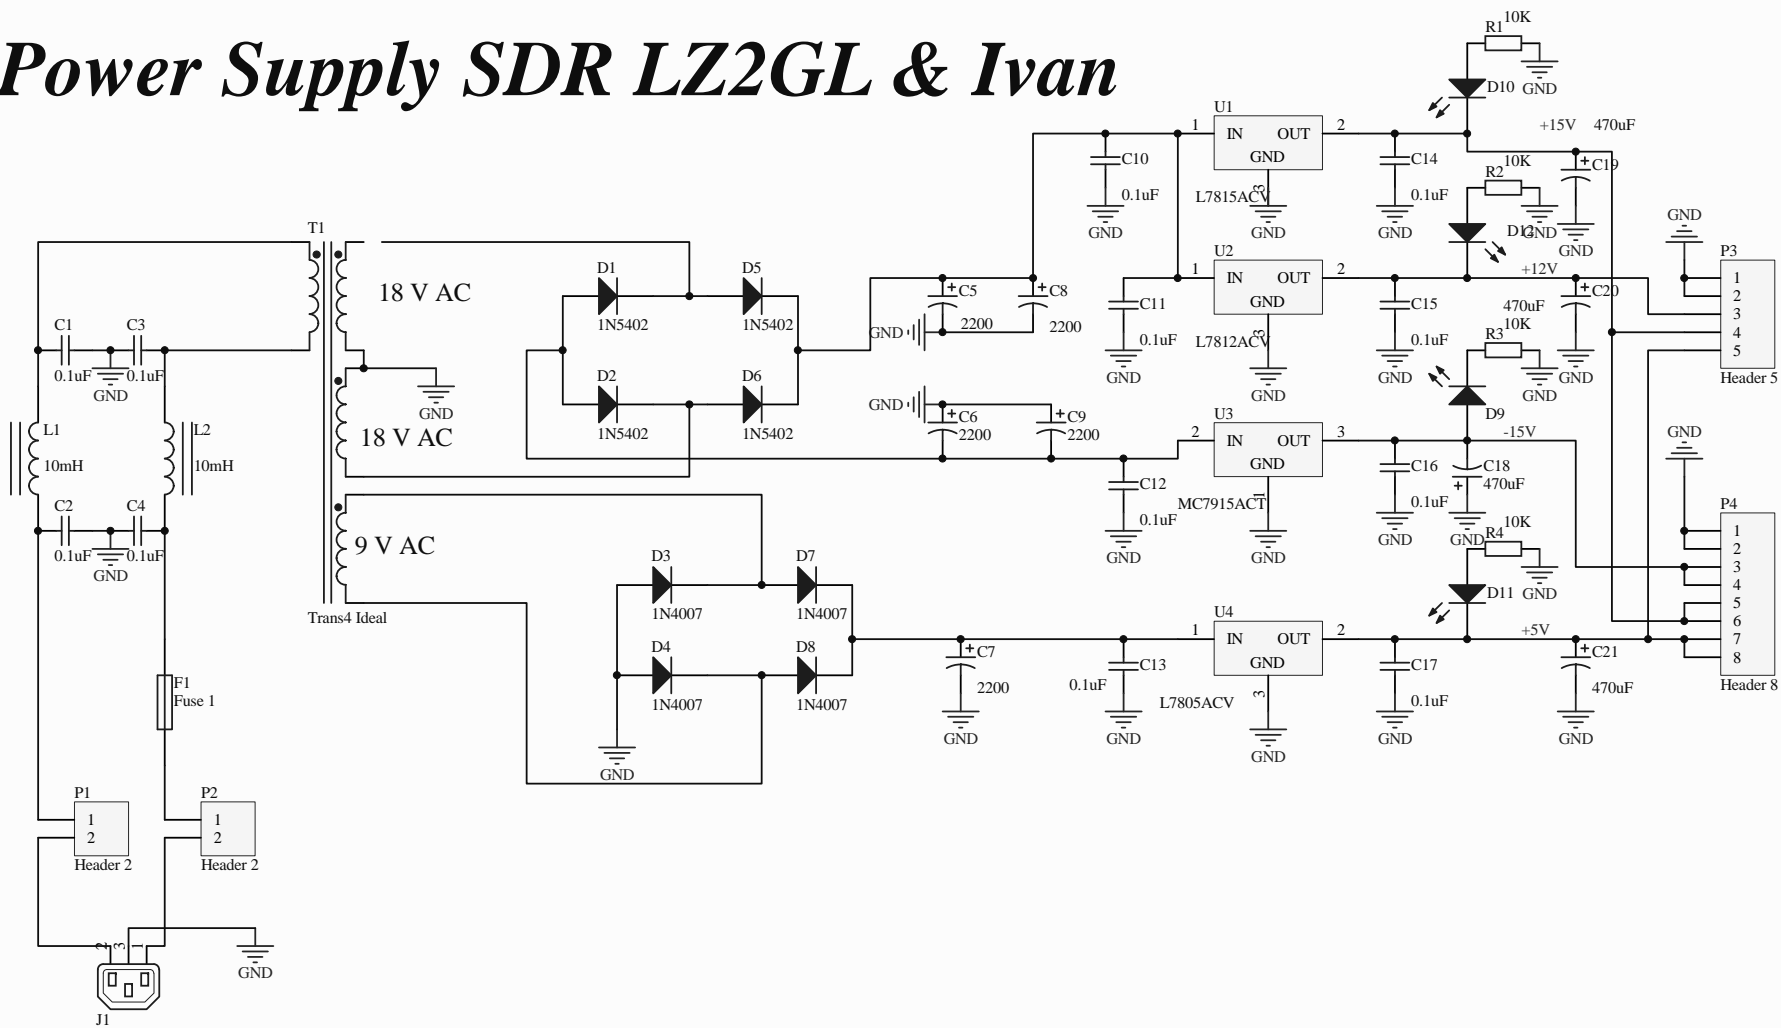 Power Supply SDR LZ2GL & Ivan
R1 10K
D10 GND
U1
1 IN OUT 2
GND
3
L7815ACV
GND
C10
0.1uF
GND
C14
0.1uF
GND
+15V 470uF
C19
GND
R2 10K
D12 GND
U2
1 IN OUT 2
GND
3
L7812ACV
GND
C11
0.1uF
GND
C15
0.1uF
GND
+12V
470uF
C20
GND
R3 10K
GND
D9
T1
18 V AC
18 V AC
9 V AC
GND
Trans4 Ideal
D1
1N5402
D5
1N5402
D2
1N5402
D6
1N5402
C5
2200
C8
2200
GND
GND
C6
2200
C9
2200
C12
0.1uF
GND
U3
2 IN OUT 3
GND
1
MC7915ACT
GND
-15V
C16
0.1uF
GND
C18
470uF
GND
R4 10K
D11 GND
D3
1N4007
D7
1N4007
D4
1N4007
D8
1N4007
GND
C7
2200
GND
C13
0.1uF
GND
U4
1 IN OUT 2
GND
3
L7805ACV
GND
C17
0.1uF
GND
+5V
C21
470uF
GND
GND
P3
1
2
3
4
5
Header 5
GND
P4
1
2
3
4
5
6
7
8
Header 8
C1 C3
0.1uF 0.1uF
GND
L1
10mH
L2
10mH
C2 C4
0.1uF 0.1uF
GND
F1
Fuse 1
P1
1
2
Header 2
P2
1
2
Header 2
2 3 1
GND
J1